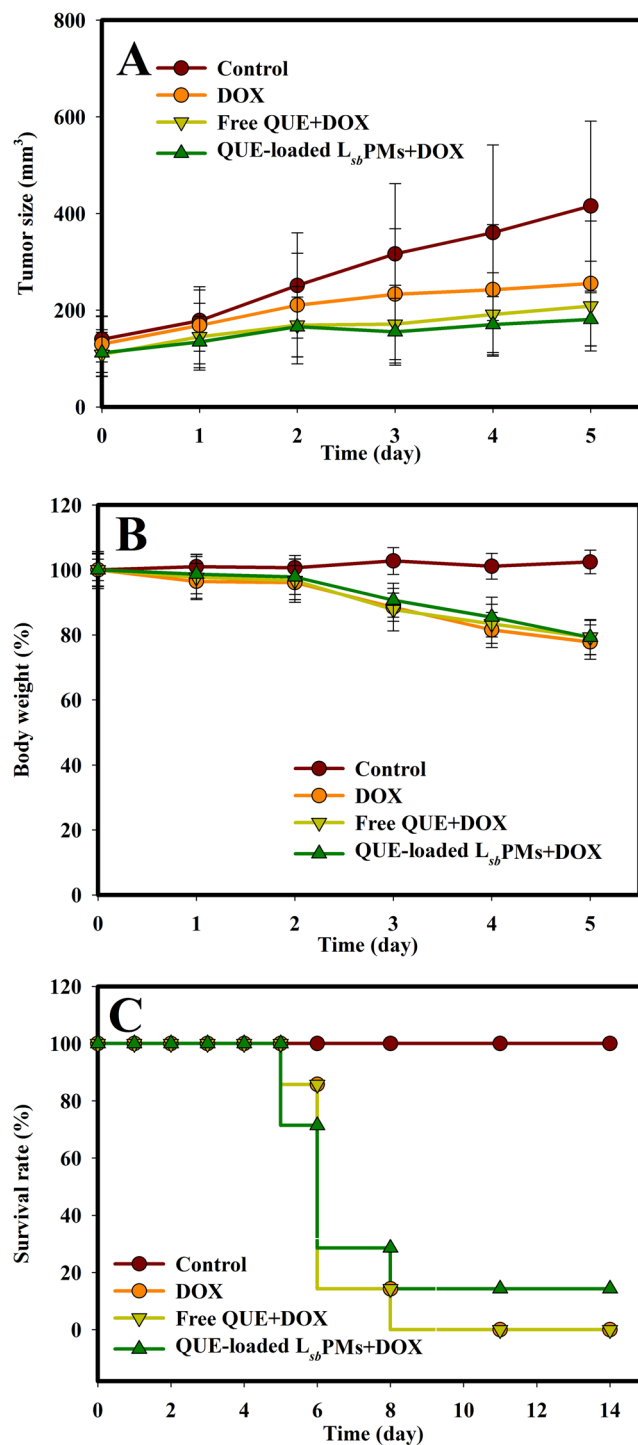 A
Control
DOX
Free QUE+DOX
QUE-loaded LsbPMs+DOX
Tumor size (mm3)
800
600
400
200
0
0 1 2 3 4 5
Time (day)
B
Body weight (%)
120
100
80
60
40
20
0
Control
DOX
Free QUE+DOX
QUE-loaded LsbPMs+DOX
0 1 2 3 4 5
Time (day)
C
Survival rate (%)
120
100
80
60
40
20
0
Control
DOX
Free QUE+DOX
QUE-loaded LsbPMs+DOX
0 2 4 6 8 10 12 14
Time (day)